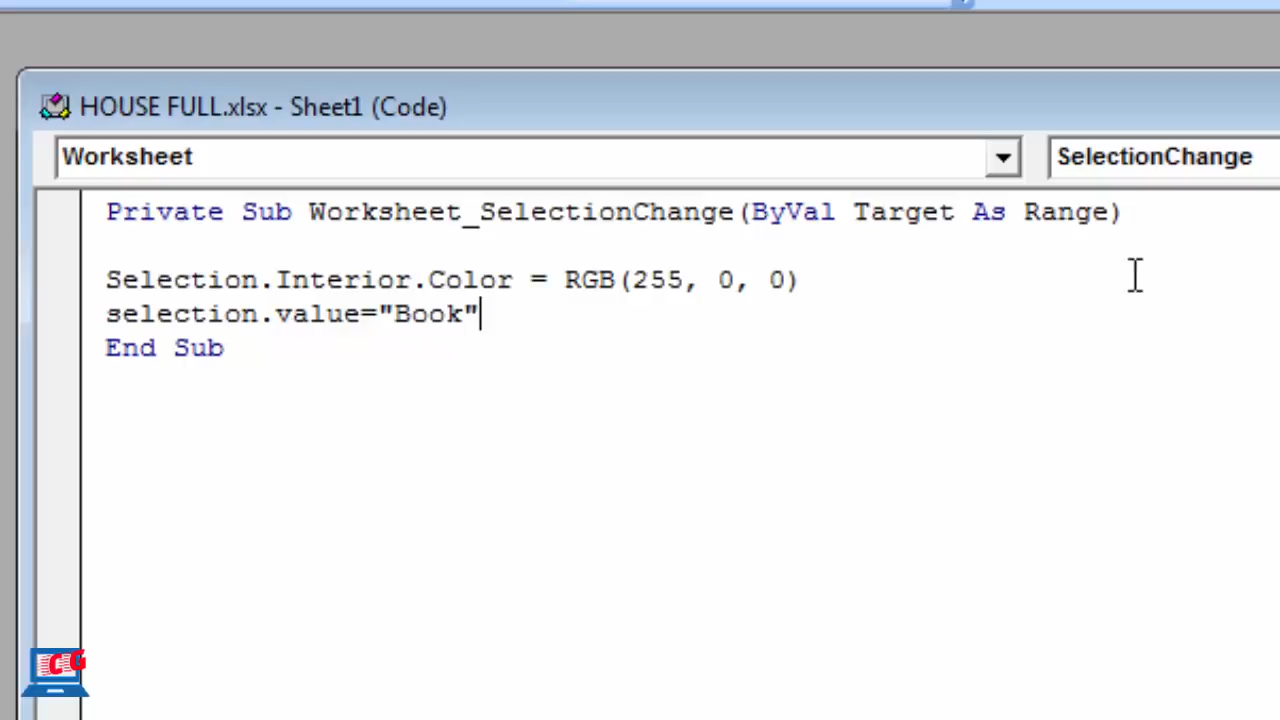 HOUSE FULL.xlsx - Sheet1 (Code)
Worksheet SelectionChange
Private Sub Worksheet_SelectionChange(ByVal Target As Range)
Selection.Interior.Color = RGB(255, 0, 0)
selection.value="Book"
End Sub
CG